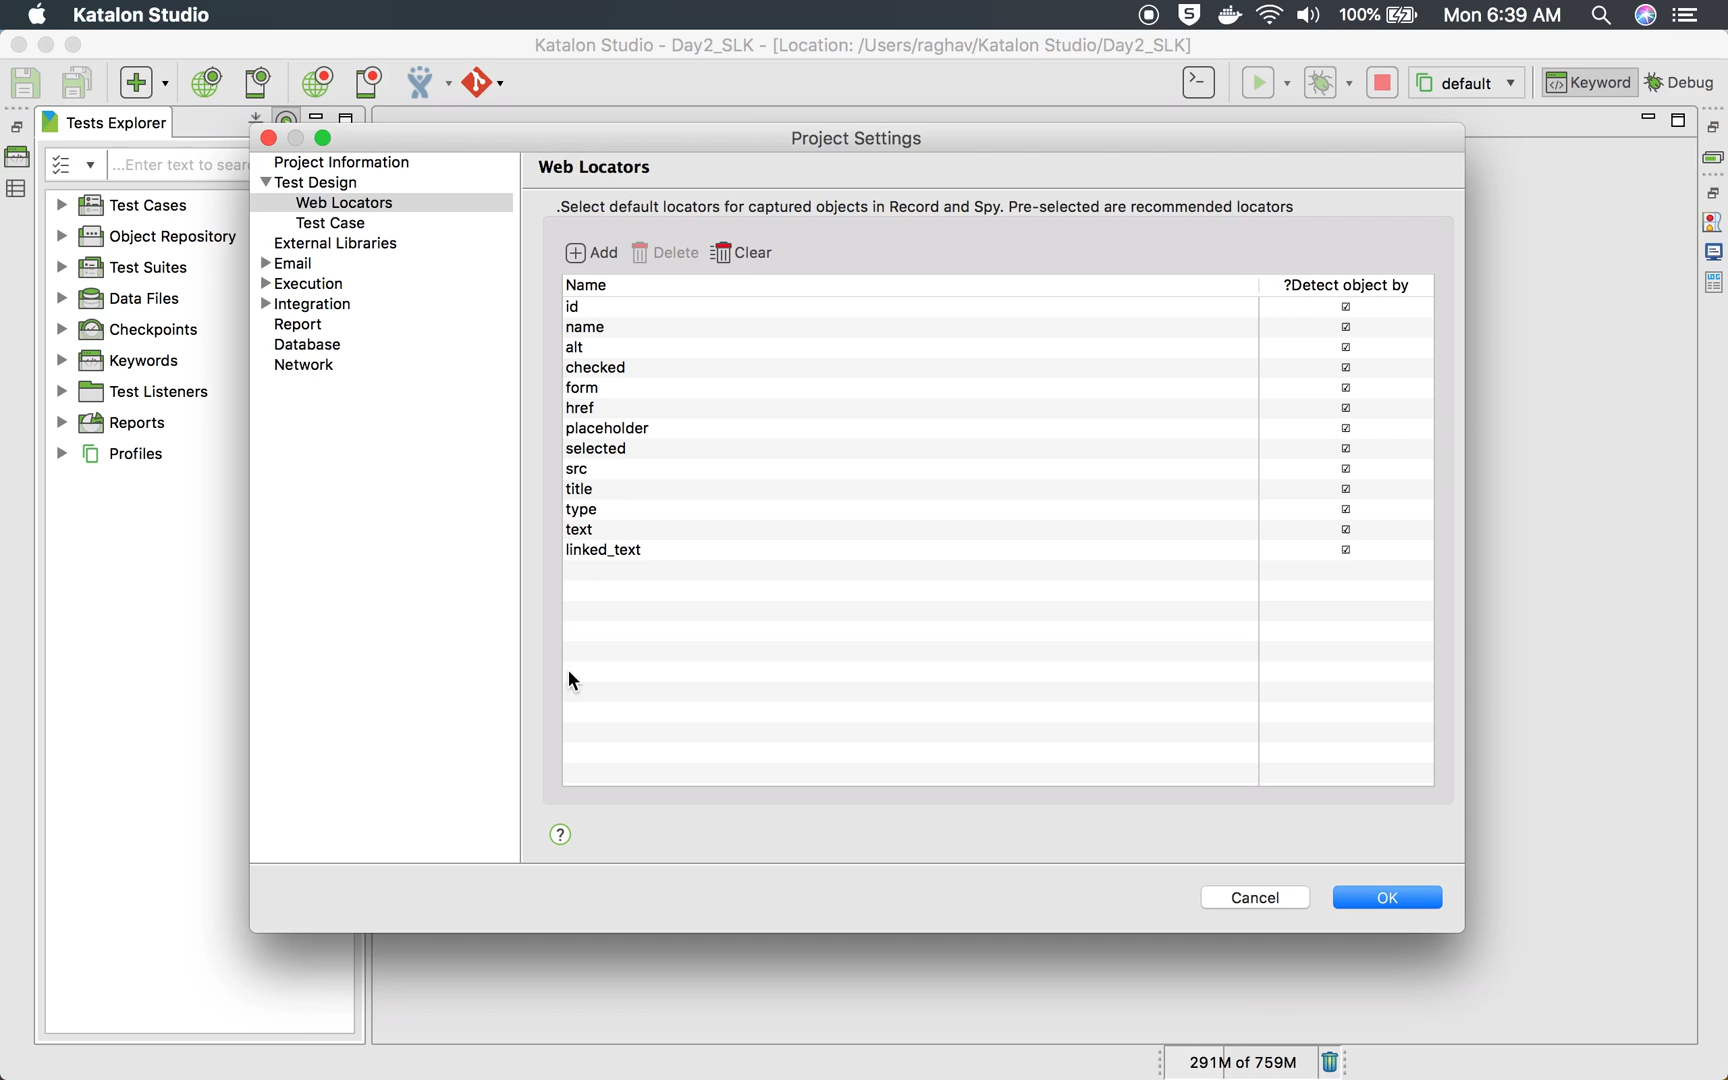 Katalon Studio
100%
Mon 6:39 AM
Katalon Studio - Day2_SLK - [Location: /Users/raghav/Katalon Studio/Day2_SLK]
default
Keyword
Debug
Tests Explorer
...Enter text to sear
Test Cases
Object Repository
Test Suites
Data Files
Checkpoints
Keywords
Test Listeners
Reports
Profiles
Project Settings
Project Information
Test Design
Web Locators
Test Case
External Libraries
Email
Execution
Integration
Report
Database
Network
Web Locators
.Select default locators for captured objects in Record and Spy. Pre-selected are recommended locators
Add
Delete
Clear
Name
?Detect object by
id
name
alt
checked
form
href
placeholder
selected
src
title
type
text
linked_text
?
Cancel
OK
291M of 759M